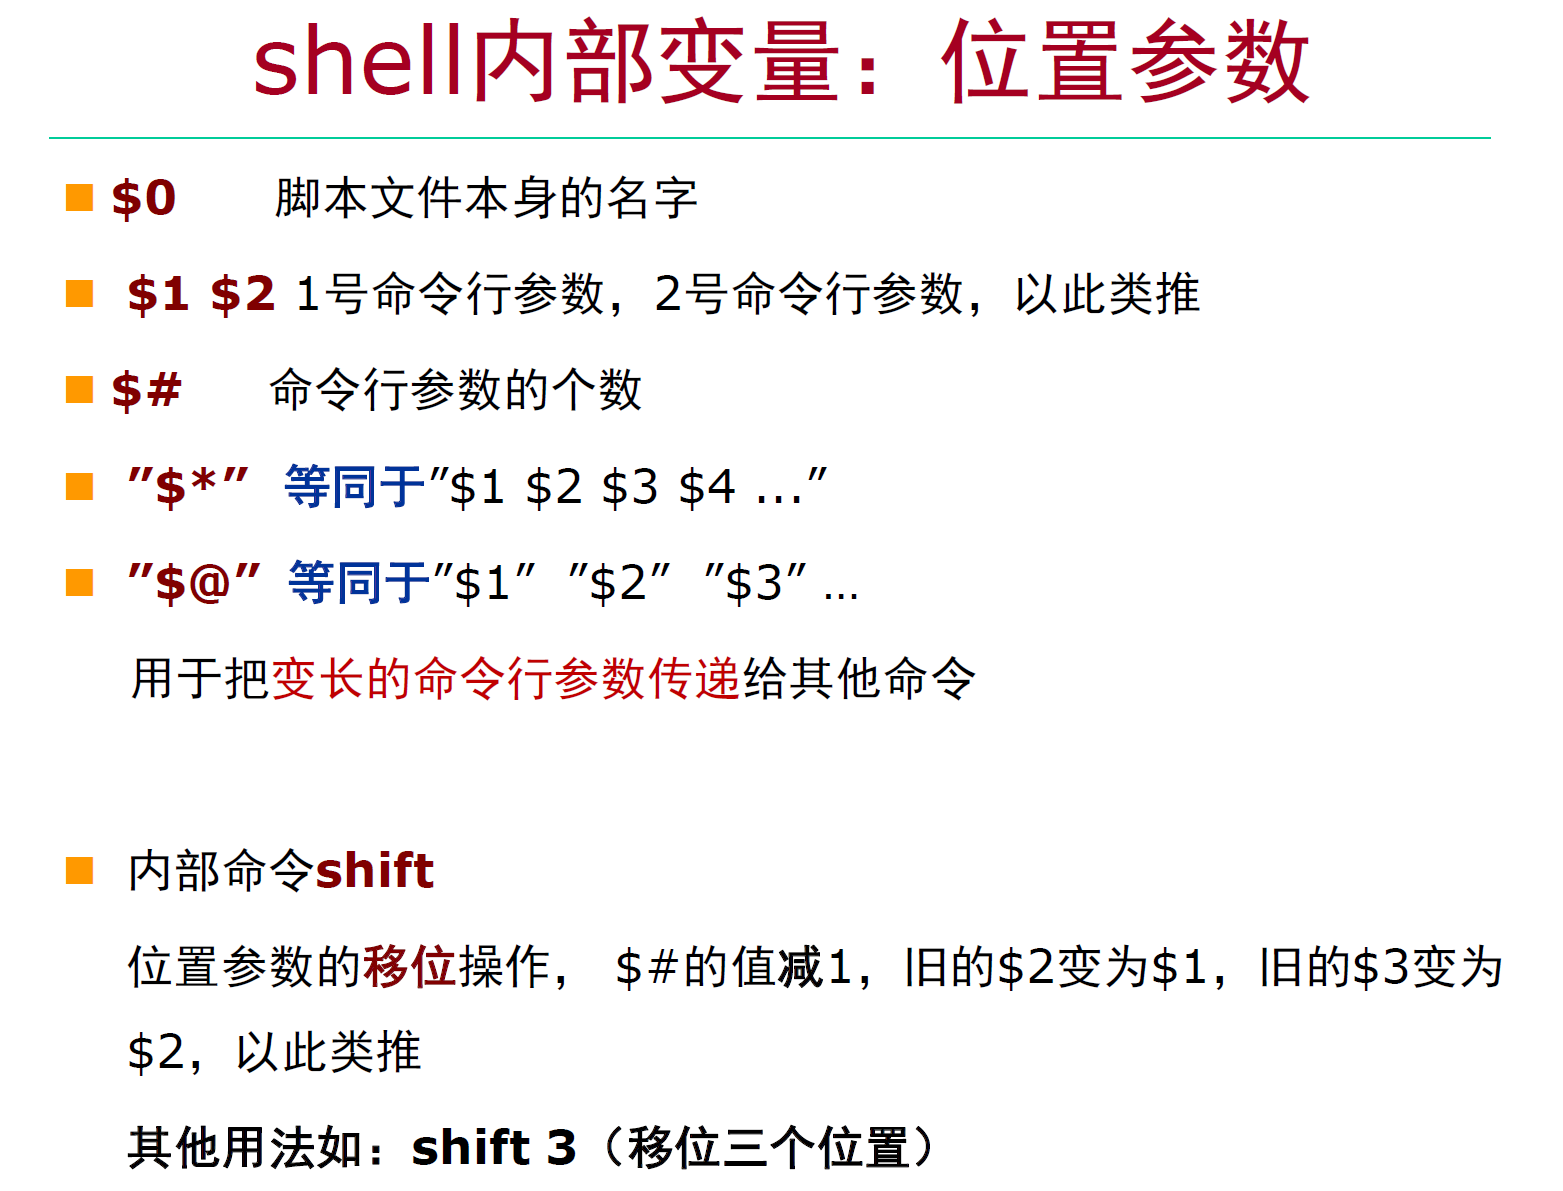 shell内部变量：位置参数
$0 脚本文件本身的名字
$1 $2 1号命令行参数，2号命令行参数，以此类推
$# 命令行参数的个数
”$*” 等同于”$1 $2 $3 $4 ...”
”$@” 等同于”$1” ”$2” ”$3” ...
用于把变长的命令行参数传递给其他命令
内部命令shift
位置参数的移位操作， $#的值减1，旧的$2变为$1，旧的$3变为
$2，以此类推
其他用法如：shift 3（移位三个位置）